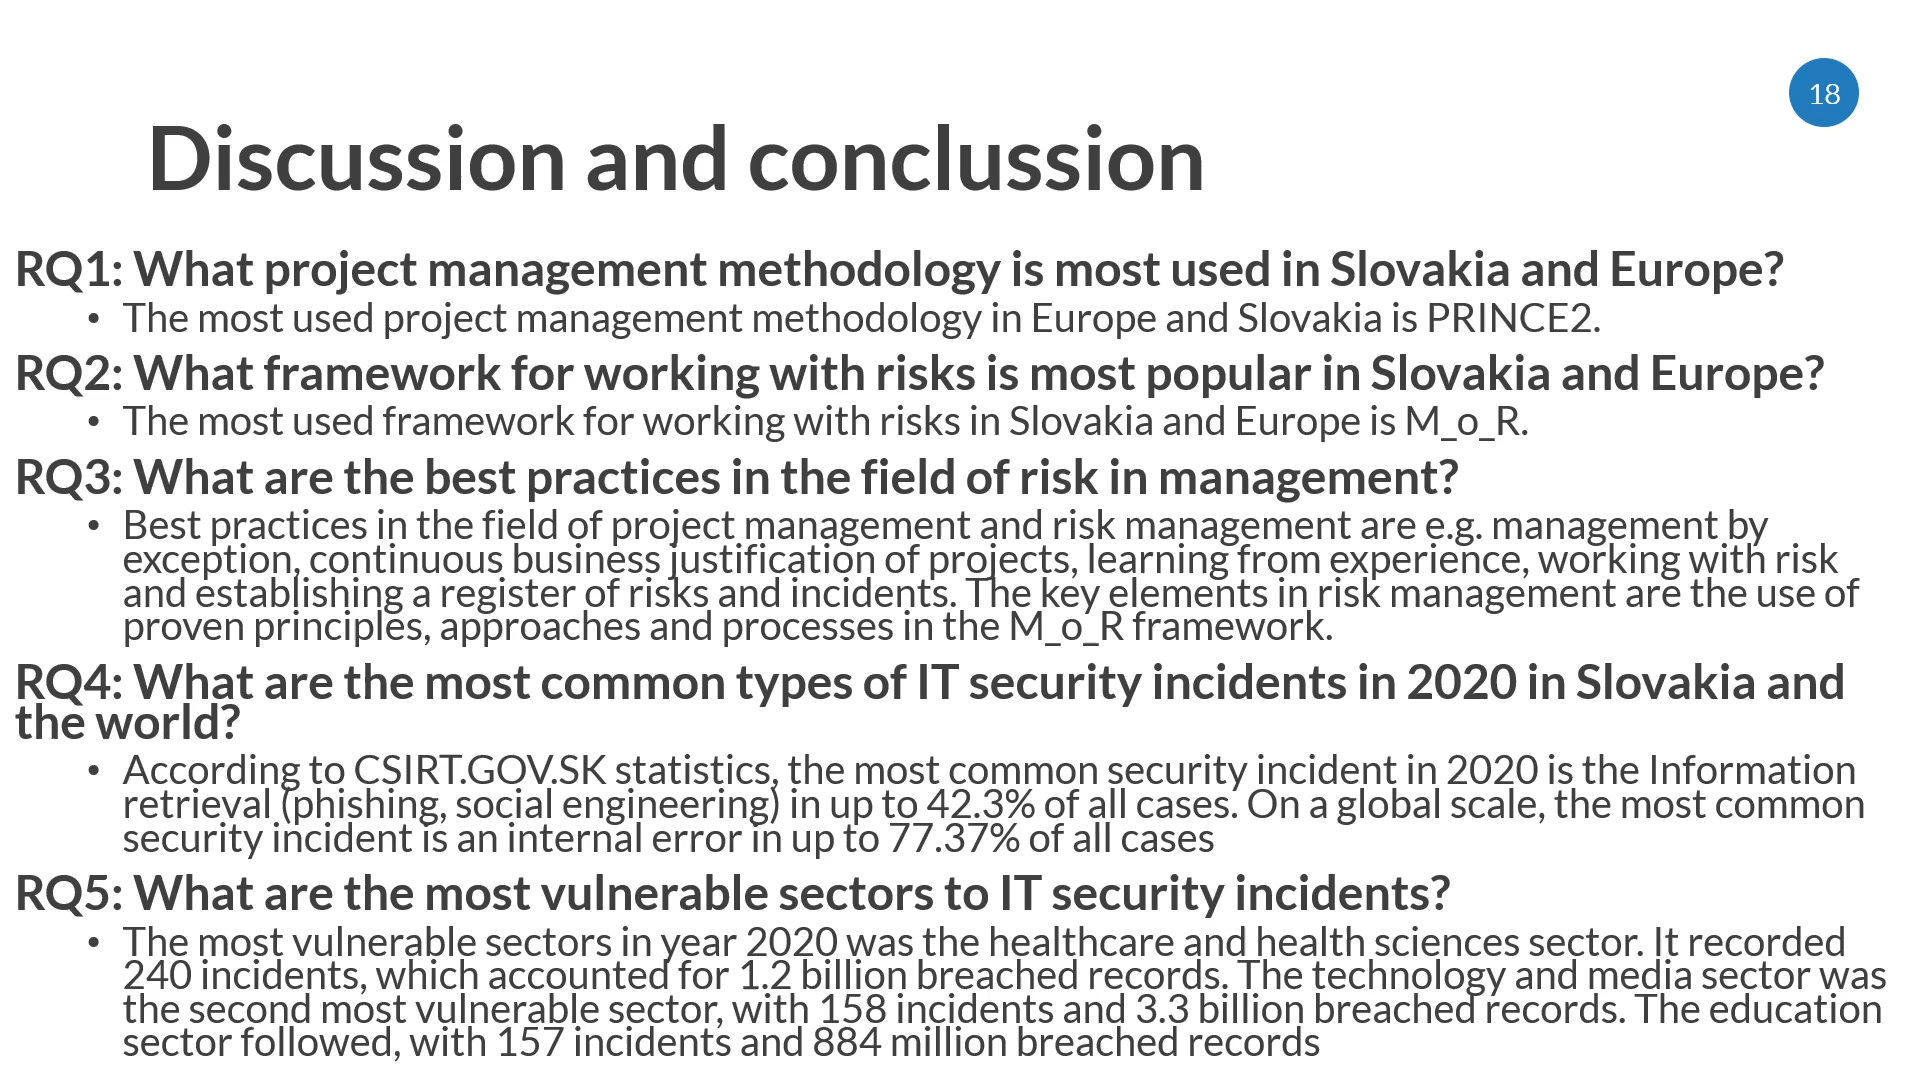 18
Discussion and conclussion
RQ1: What project management methodology is most used in Slovakia and Europe?
• The most used project management methodology in Europe and Slovakia is PRINCE2.
RQ2: What framework for working with risks is most popular in Slovakia and Europe?
• The most used framework for working with risks in Slovakia and Europe is M_o_R.
RQ3: What are the best practices in the field of risk in management?
• Best practices in the field of project management and risk management are e.g. management by
exception, continuous business justification of projects, learning from experience, working with risk
and establishing a register of risks and incidents. The key elements in risk management are the use of
proven principles, approaches and processes in the M_o_R framework.
RQ4: What are the most common types of IT security incidents in 2020 in Slovakia and
the world?
• According to CSIRT.GOV.SK statistics, the most common security incident in 2020 is the Information
retrieval (phishing, social engineering) in up to 42.3% of all cases. On a global scale, the most common
security incident is an internal error in up to 77.37% of all cases
RQ5: What are the most vulnerable sectors to IT security incidents?
• The most vulnerable sectors in year 2020 was the healthcare and health sciences sector. It recorded
240 incidents, which accounted for 1.2 billion breached records. The technology and media sector was
the second most vulnerable sector, with 158 incidents and 3.3 billion breached records. The education
sector followed, with 157 incidents and 884 million breached records